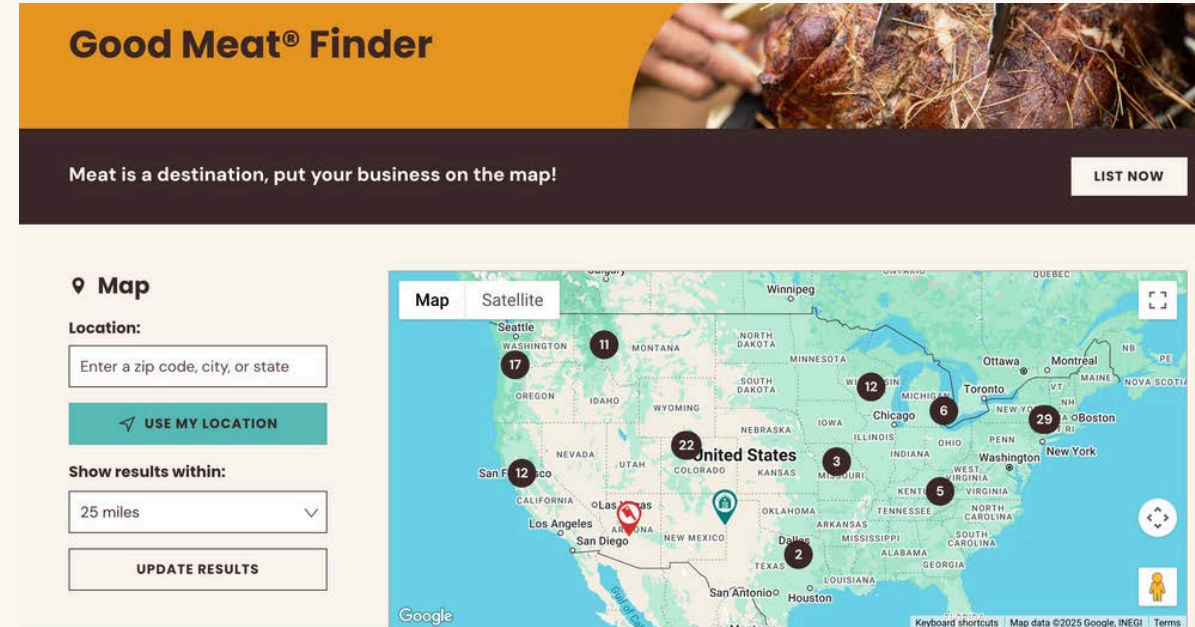 Good Meat® Finder
Meat is a destination, put your business on the map!
LIST NOW
Map
Location:
Enter a zip code, city, or state
USE MY LOCATION
Show results within:
25 miles
UPDATE RESULTS
Map
Satellite
Winnipeg
QUEBEC
Seattle
WASHINGTON
11
MONTANA
NORTH
DAKOTA
17
MINNESOTA
Ottawa
Montreal
NB
PE
MAINE
NOVA SCOTIA
OREGON
IDAHO
SOUTH
DAKOTA
12
Toronto
VT
NH
WYOMING
6
29
Boston
RI
Chicago
IOWA
NEBRASKA
22
United States
ILLINOIS
INDIANA
OHIO
PENN
New York
Washington
NEVADA
UTAH
COLORADO
KANSAS
3
WEST
VIRGINIA
12
5
VIRGINIA
CALIFORNIA
OKLAHOMA
TENNESSEE
NORTH
CAROLINA
Los Angeles
ARKANSAS
San Diego
NEW MEXICO
MISSISSIPPI
SOUTH
CAROLINA
2
ALABAMA
TEXAS
GEORGIA
LOUISIANA
San Antonio
Houston
Google
Keyboard shortcuts
Map data ©2025 Google, INEGI
Terms